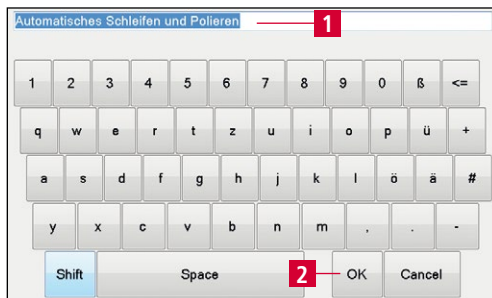 Automatisches Schleifen und Polieren 1
1 2 3 4 5 6 7 8 9 0 ß <=
q w e r t z u i o p ü +
a s d f g h j k l ö ä #
y x c v b n m , . -
Shift Space 2 OK Cancel